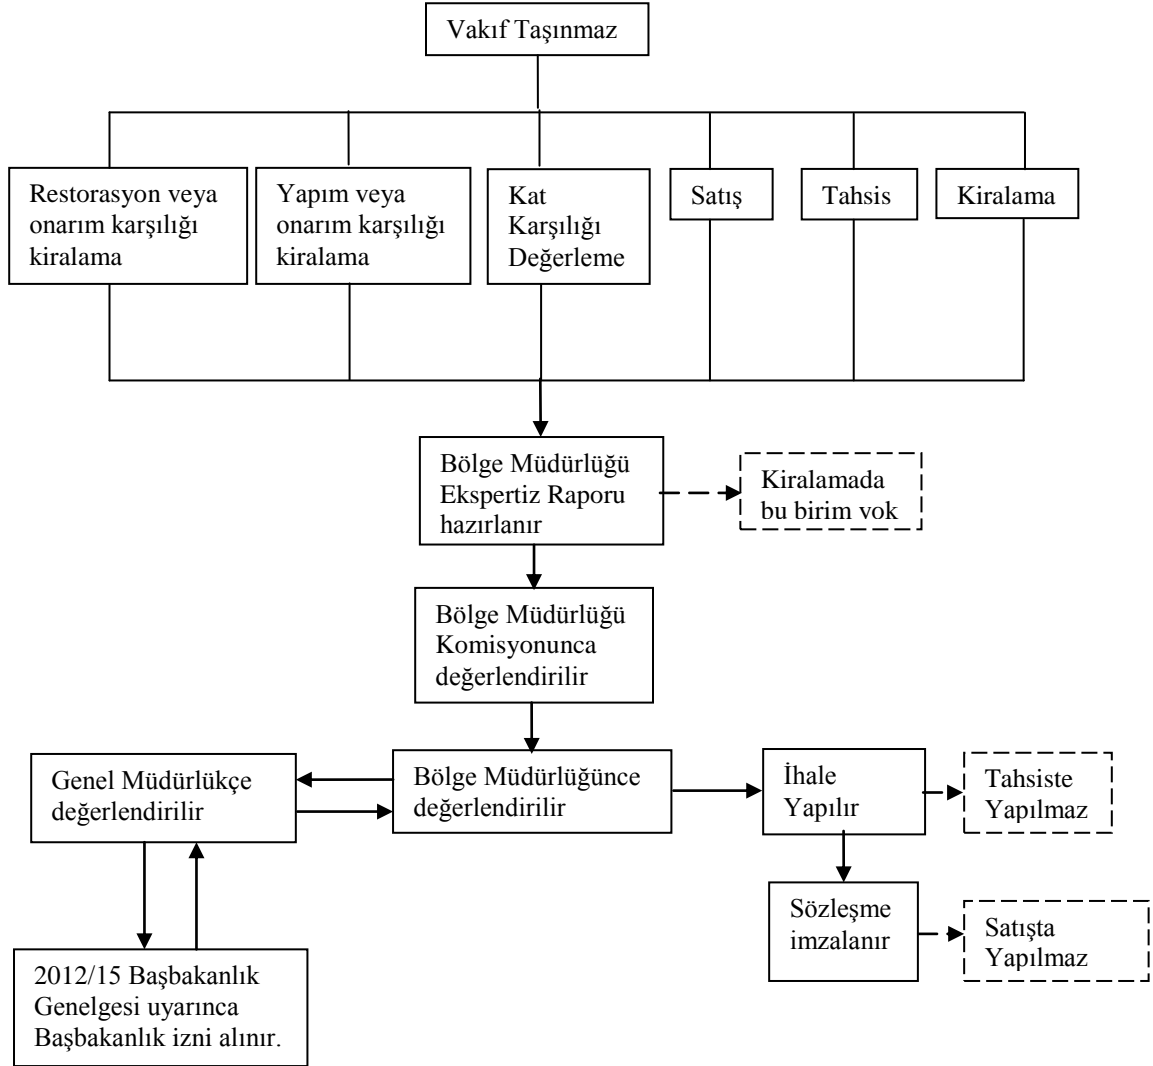 Vakıf Taşınmaz
Restorasyon veya
onarım karşılığı
kiralama
Yapım veya
onarım karşılığı
kiralama
Kat
Karşılığı
Değerleme
Satış
Tahsis
Kiralama
Bölge Müdürlüğü
Ekspertiz Raporu
hazırlanır
Kiralamada
bu birim vok
Bölge Müdürlüğü
Komisyonunca
değerlendirilir
Genel Müdürlükçe
değerlendirilir
Bölge Müdürlüğünce
değerlendirilir
İhale
Yapılır
Tahsiste
Yapılmaz
Sözleşme
imzalanır
Satışta
Yapılmaz
2012/15 Başbakanlık
Genelgesi uyarınca
Başbakanlık izni alınır.